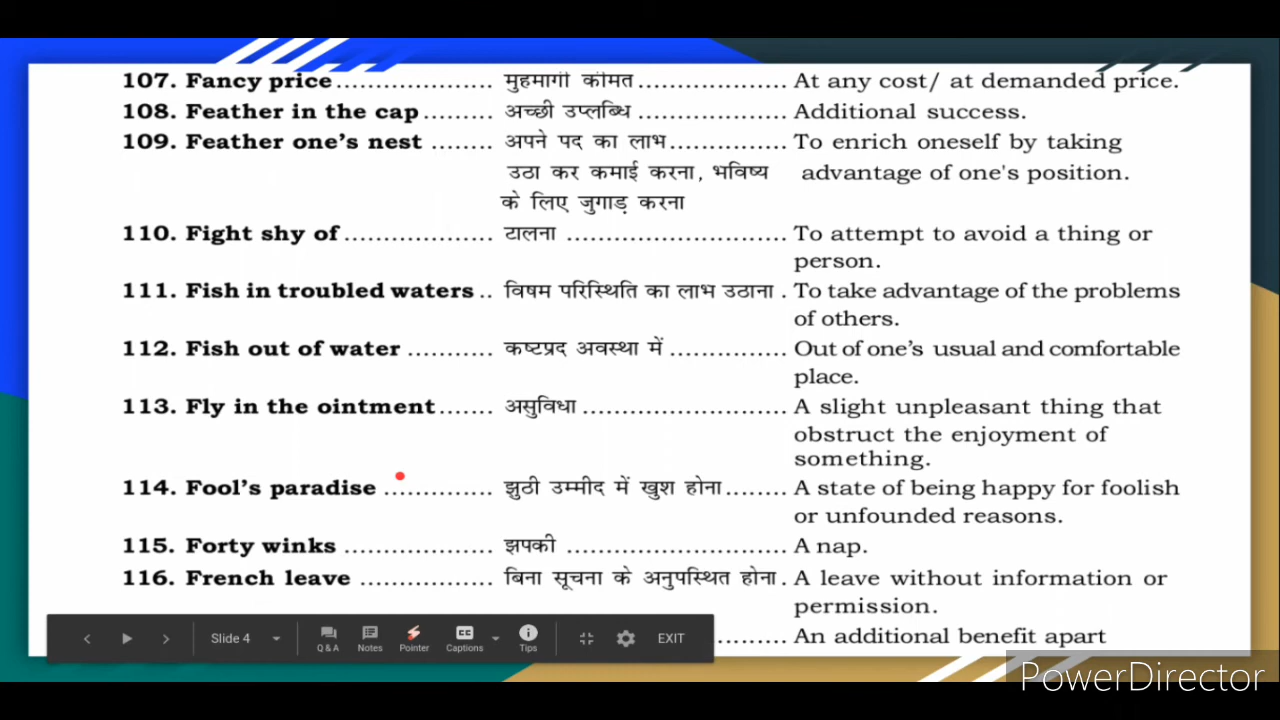 107. Fancy price.................... मुहमागी कीमत................... At any cost/ at demanded price.
108. Feather in the cap......... अच्छी उप्लब्धि ................... Additional success.
109. Feather one's nest ........ अपने पद का लाभ............... To enrich oneself by taking
उठा कर कमाई करना, भविष्य advantage of one's position.
के लिए जुगाड़ करना
110. Fight shy of................... टालना ............................ To attempt to avoid a thing or
person.
111. Fish in troubled waters .. विषम परिस्थिति का लाभ उठाना . To take advantage of the problems
of others.
112. Fish out of water ........... कष्टप्रद अवस्था में ............... Out of one's usual and comfortable
place.
113. Fly in the ointment....... असुविधा .......................... A slight unpleasant thing that
obstruct the enjoyment of
something.
114. Fool's paradise .............. झुठी उम्मीद में खुश होना........ A state of being happy for foolish
or unfounded reasons.
115. Forty winks ................... झपकी ............................ A nap.
116. French leave ................. बिना सूचना के अनुपस्थित होना. A leave without information or
permission.
.......... An additional benefit apart
Slide 4 Q & A Notes Pointer CC Captions Tips EXIT
PowerDirector